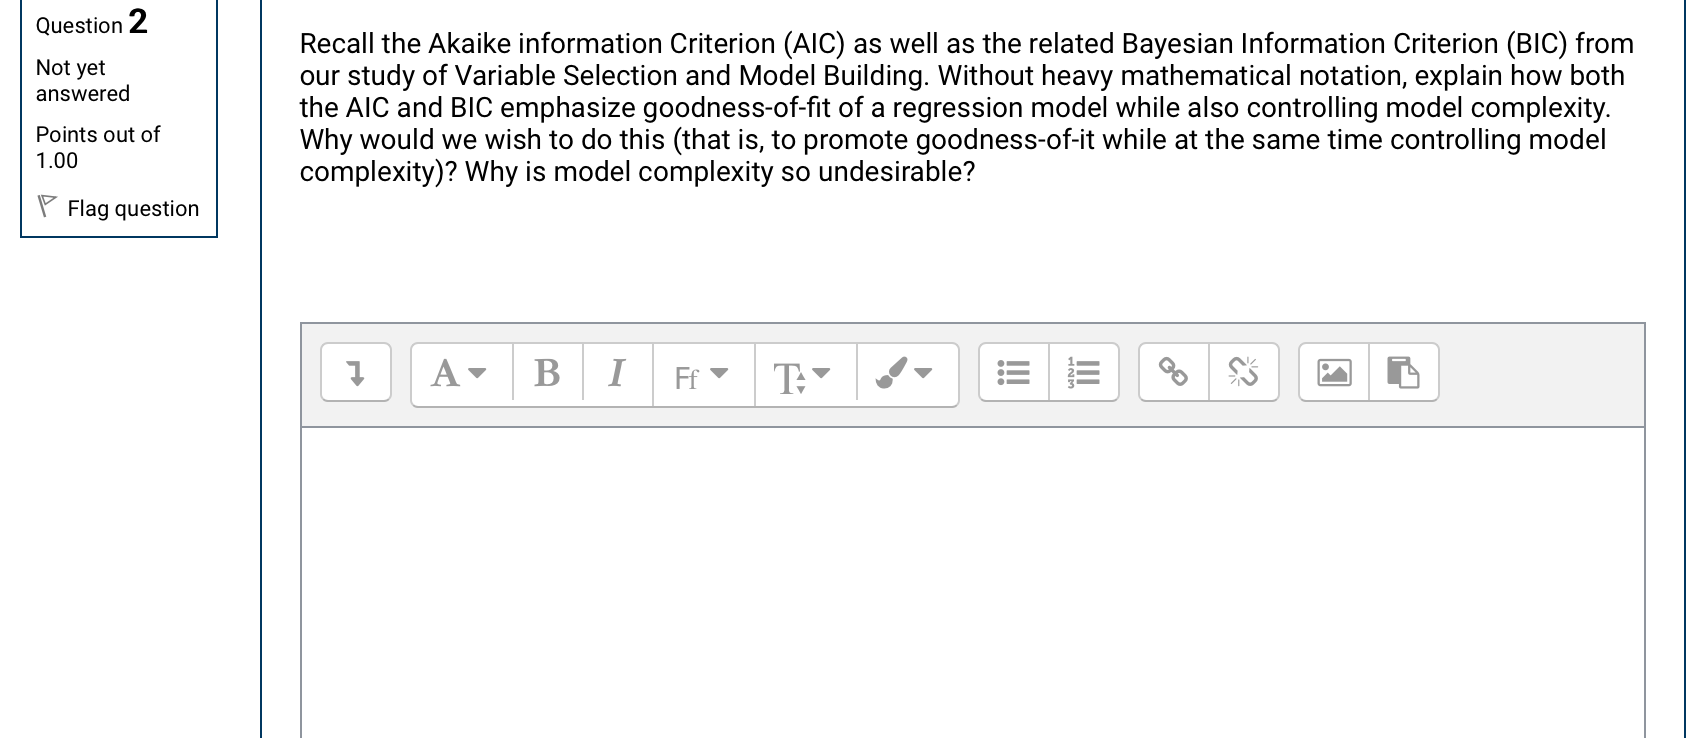 Question 2
Not yet
answered
Points out of
1.00
Flag question
Recall the Akaike information Criterion (AIC) as well as the related Bayesian Information Criterion (BIC) from
our study of Variable Selection and Model Building. Without heavy mathematical notation, explain how both
the AIC and BIC emphasize goodness-of-fit of a regression model while also controlling model complexity.
Why would we wish to do this (that is, to promote goodness-of-it while at the same time controlling model
complexity)? Why is model complexity so undesirable?
A B I Ff T 1 2 3